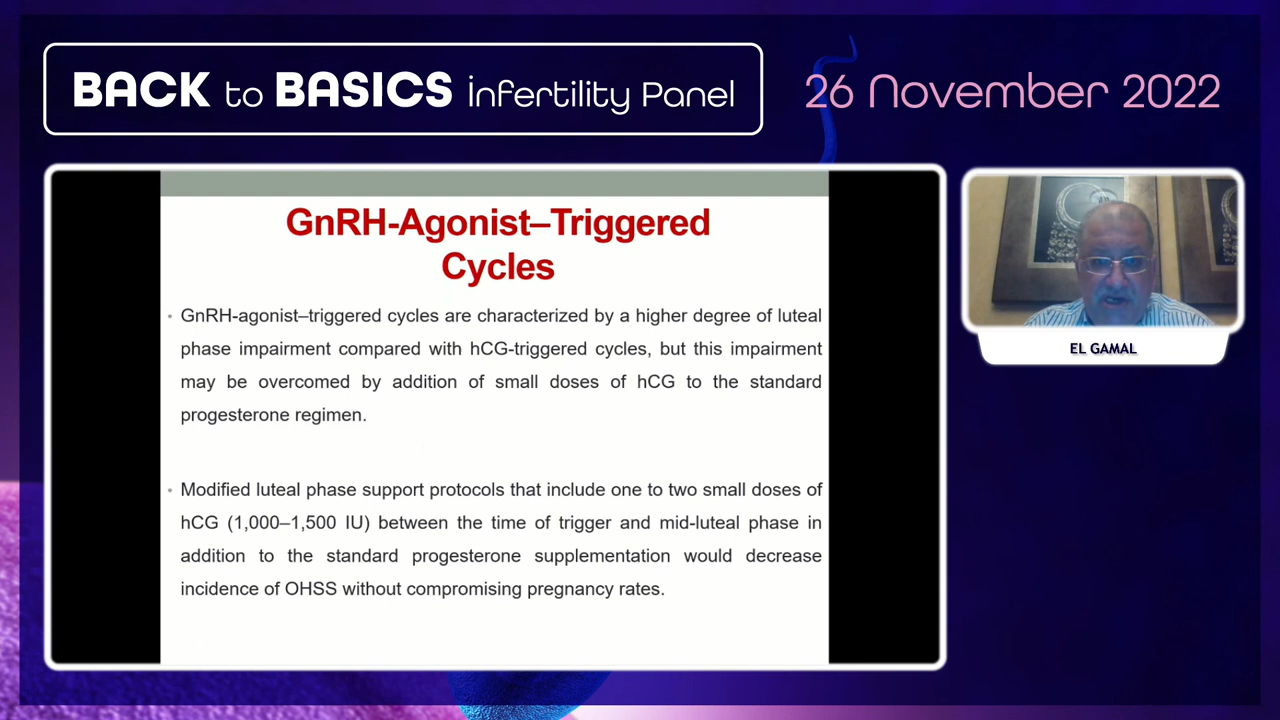 BACK to BASICS infertility Panel
26 November 2022
GnRH-Agonist–Triggered
Cycles
• GnRH-agonist–triggered cycles are characterized by a higher degree of luteal
phase impairment compared with hCG-triggered cycles, but this impairment
may be overcomed by addition of small doses of hCG to the standard
progesterone regimen.
• Modified luteal phase support protocols that include one to two small doses of
hCG (1,000–1,500 IU) between the time of trigger and mid-luteal phase in
addition to the standard progesterone supplementation would decrease
incidence of OHSS without compromising pregnancy rates.
EL GAMAL